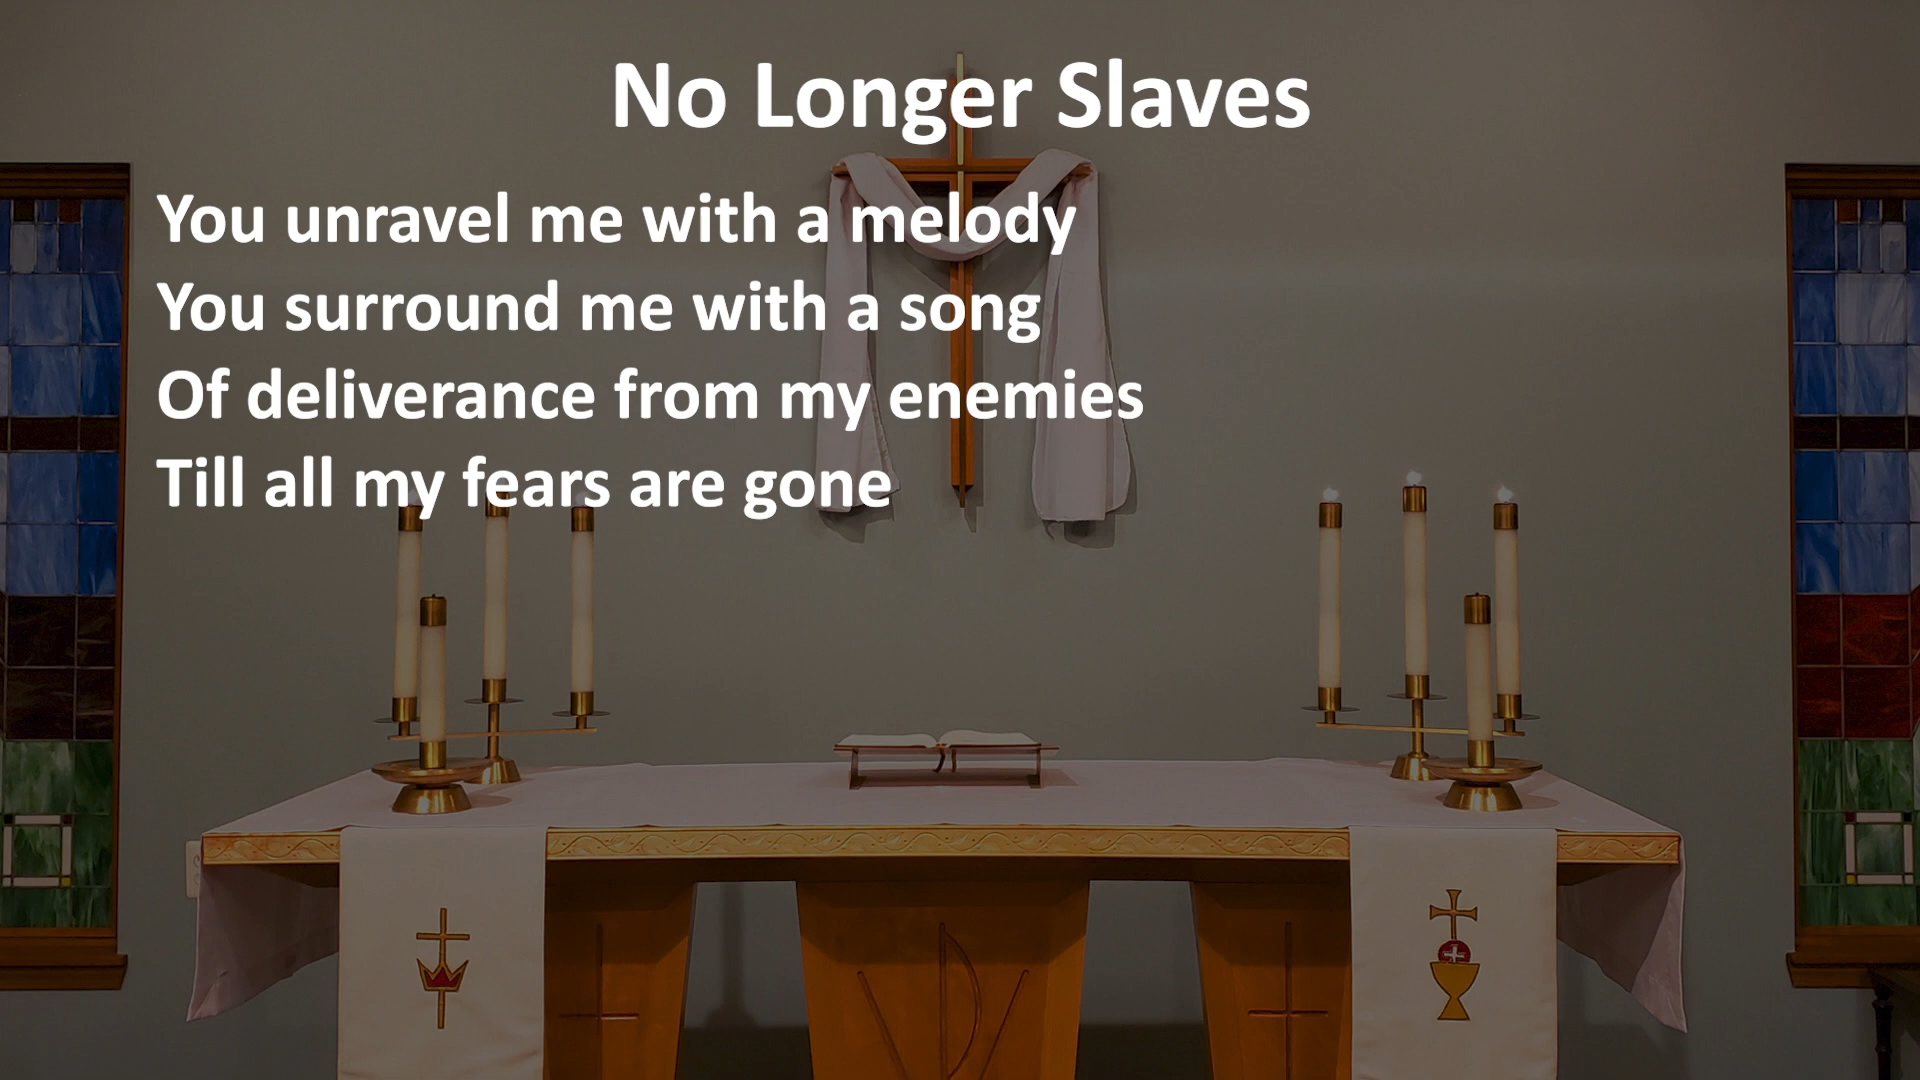 No Longer Slaves
You unravel me with a melody
You surround me with a song
Of deliverance from my enemies
Till all my fears are gone